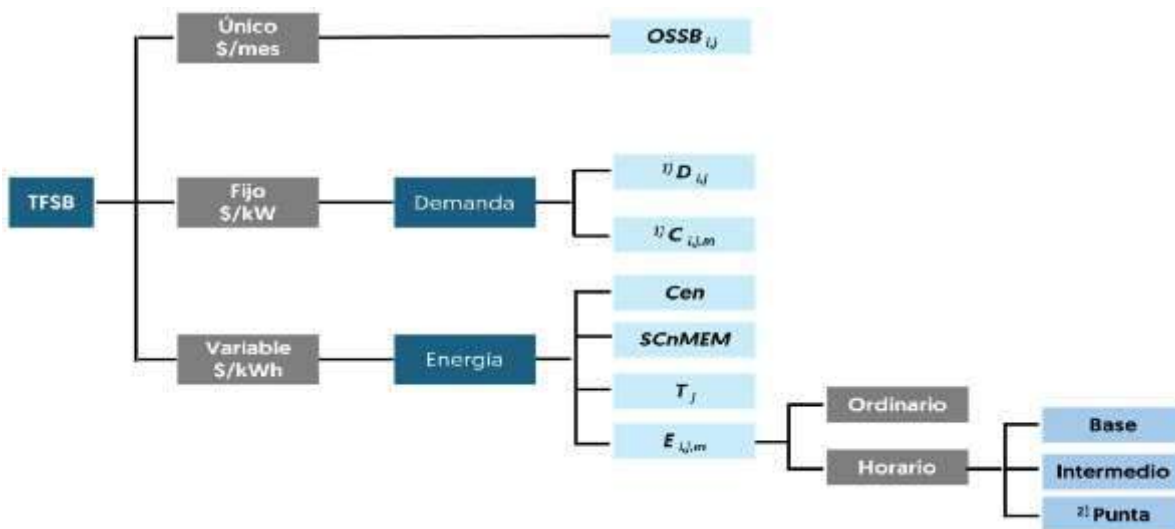 Único
$/mes
OSSB i,j
TFSB
Fijo
$/kW
Demanda
1) D i,j
1) C i,j,m
Variable
$/kWh
Energía
Cen
SCnMEM
T j
E i,j,m
Ordinario
Horario
Base
Intermedio
2) Punta